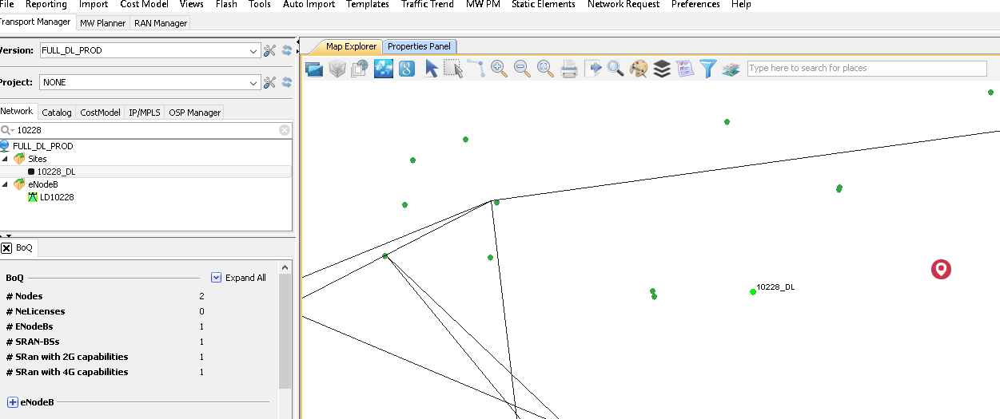 File Reporting Import Cost Model Views Flash Tools Auto Import Templates Traffic Trend MW PM Static Elements Network Request Preferences Help
Transport Manager MW Planner RAN Manager
Version: FULL_DL_PROD
Map Explorer Properties Panel
Type here to search for places
Project: NONE
Network Catalog CostModel IP/MPLS OSP Manager
10228
FULL_DL_PROD
Sites
10228_DL
eNodeB
LD10228
BoQ
BoQ Expand All
# Nodes 2
# NeLicenses 0
# ENodeBs 1
# SRAN-BSs 1
# SRan with 2G capabilities 1
# SRan with 4G capabilities 1
eNodeB
10228_DL